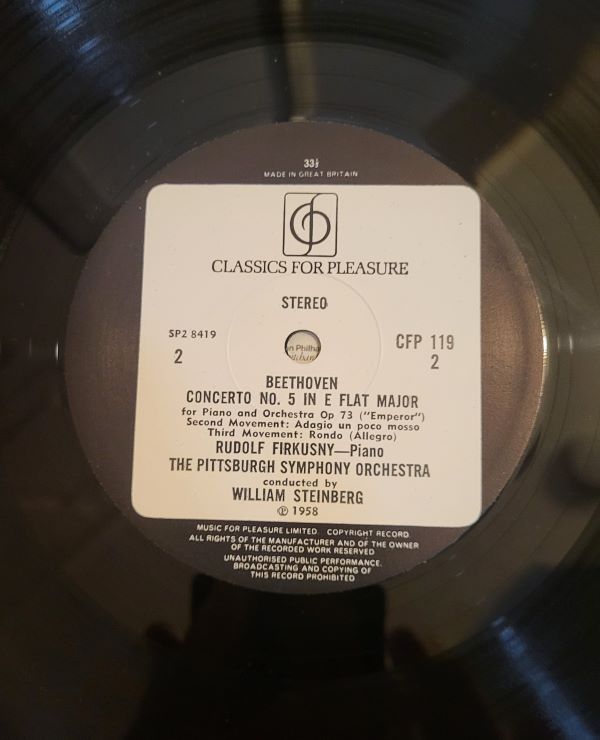 33⅓
MADE IN GREAT BRITAIN
CLASSICS FOR PLEASURE
STEREO
SP2 8419
2
CFP 119
2
BEETHOVEN
CONCERTO NO. 5 IN E FLAT MAJOR
for Piano and Orchestra Op 73 ("Emperor")
Second Movement: Adagio un poco mosso
Third Movement: Rondo (Allegro)
RUDOLF FIRKUSNY—Piano
THE PITTSBURGH SYMPHONY ORCHESTRA
conducted by
WILLIAM STEINBERG
℗ 1958
MUSIC FOR PLEASURE LIMITED. COPYRIGHT RECORD.
ALL RIGHTS OF THE MANUFACTURER AND OF THE OWNER
OF THE RECORDED WORK RESERVED
UNAUTHORISED PUBLIC PERFORMANCE,
BROADCASTING AND COPYING OF
THIS RECORD PROHIBITED